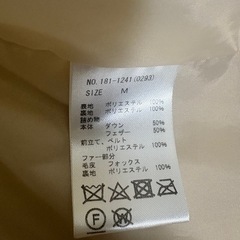 NO.181-1241(0293)
SIZE M
表地 ポリエステル 100%
裏地 ポリエステル 100%
詰め物
本体 ダウン 50%
フェザー 50%
前立て、ベルト
ポリエステル 100%
ファー部分
毛皮 フォックス
裏地 ポリエステル 100%
F W